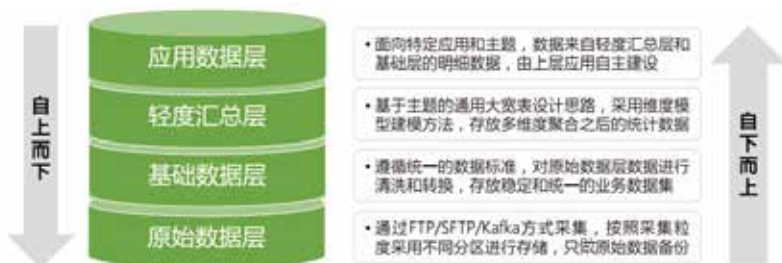 自上而下
应用数据层
• 面向特定应用和主题，数据来自轻度汇总层和
基础层的明细数据，由上层应用自主建设
轻度汇总层
• 基于主题的通用大宽表设计思路，采用维度模
型建模方法，存放多维度聚合之后的统计数据
基础数据层
• 遵循统一的数据标准，对原始数据层数据进行
清洗和转换，存放稳定和统一的业务数据集
原始数据层
• 通过FTP/SFTP/Kafka方式采集，按照采集粒
度采用不同分区进行存储，只做原始数据备份
自下而上